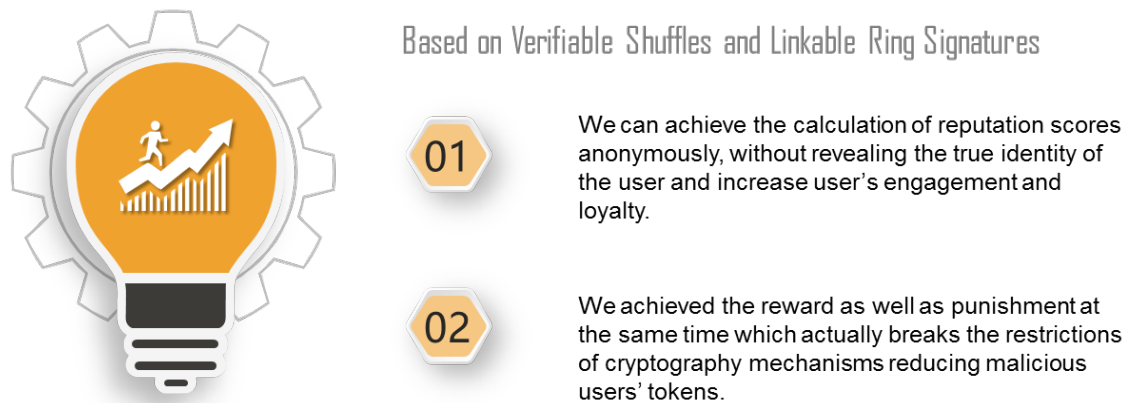 Based on Verifiable Shuffles and Linkable Ring Signatures
01
We can achieve the calculation of reputation scores
anonymously, without revealing the true identity of
the user and increase user's engagement and
loyalty.
02
We achieved the reward as well as punishment at
the same time which actually breaks the restrictions
of cryptography mechanisms reducing malicious
users' tokens.